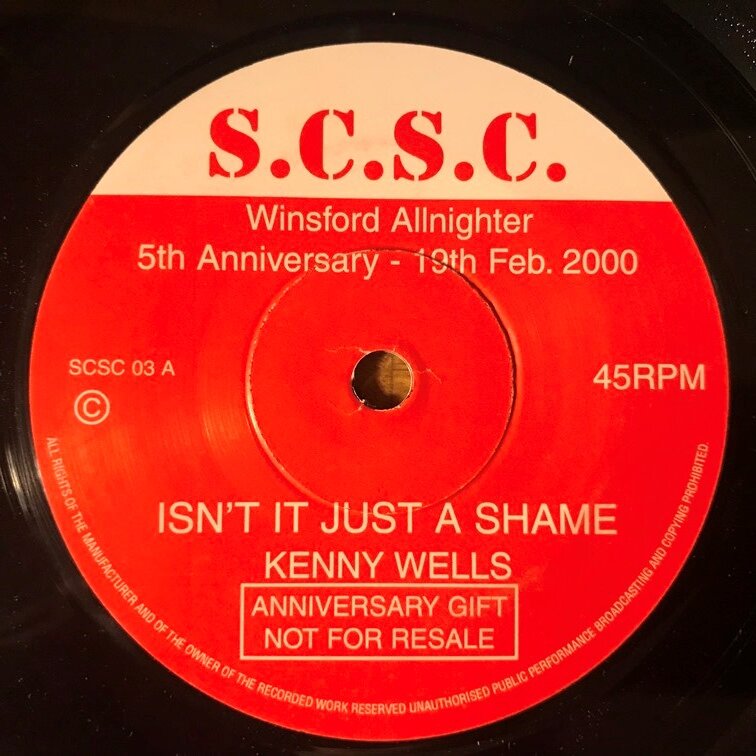 S.C.S.C.
Winsford Allnighter
5th Anniversary - 19th Feb. 2000
SCSC 03 A
45RPM
©
ISN'T IT JUST A SHAME
KENNY WELLS
ANNIVERSARY GIFT
NOT FOR RESALE
ALL RIGHTS OF THE MANUFACTURER AND OF THE OWNER OF THE RECORDED WORK RESERVED UNAUTHORISED PUBLIC PERFORMANCE BROADCASTING AND COPYING PROHIBITED